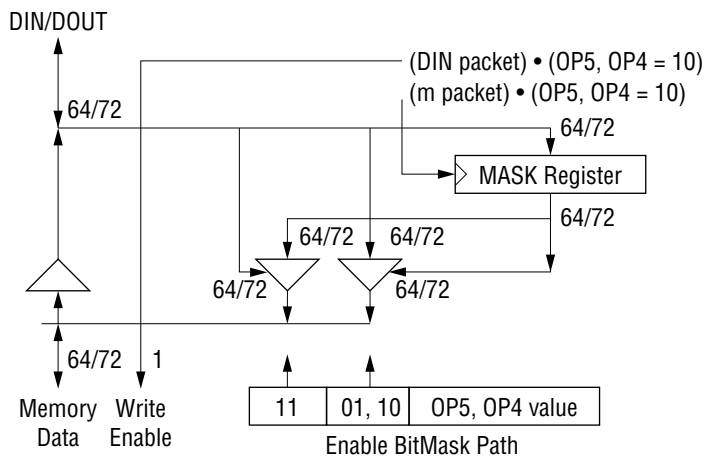 DIN/DOUT
(DIN packet) • (OP5, OP4 = 10)
(m packet) • (OP5, OP4 = 10)
64/72
64/72
MASK Register
64/72
64/72
64/72
64/72
64/72
64/72
1
Memory
Data
Write
Enable
11
01, 10
OP5, OP4 value
Enable BitMask Path